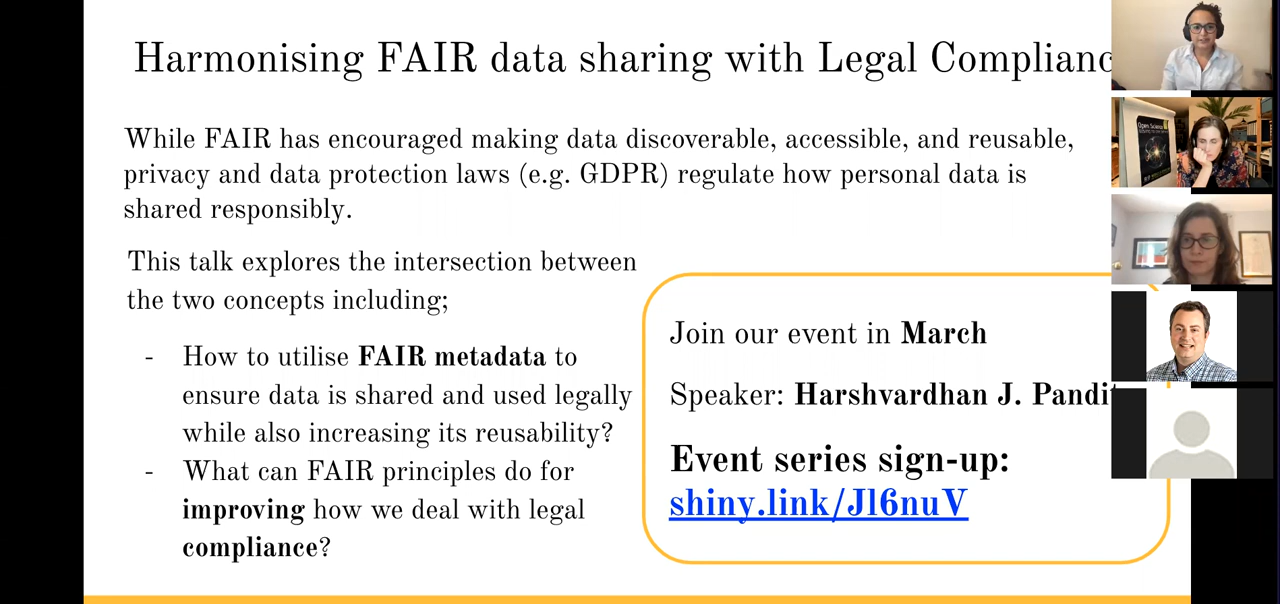 Harmonising FAIR data sharing with Legal Complianc
While FAIR has encouraged making data discoverable, accessible, and reusable,
privacy and data protection laws (e.g. GDPR) regulate how personal data is
shared responsibly.
This talk explores the intersection between
the two concepts including;
- How to utilise FAIR metadata to
ensure data is shared and used legally
while also increasing its reusability?
- What can FAIR principles do for
improving how we deal with legal
compliance?
Join our event in March
Speaker: Harshvardhan J. Pandit
Event series sign-up:
shiny.link/Jl6nuV
Open Science